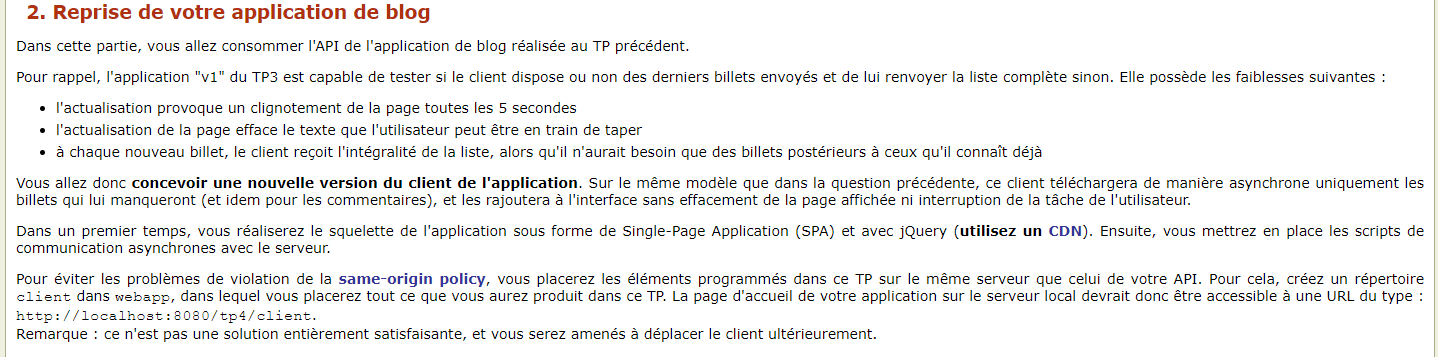 2. Reprise de votre application de blog
Dans cette partie, vous allez consommer l'API de l'application de blog réalisée au TP précédent.
Pour rappel, l'application "v1" du TP3 est capable de tester si le client dispose ou non des derniers billets envoyés et de lui renvoyer la liste complète sinon. Elle possède les faiblesses suivantes :
• l'actualisation provoque un clignotement de la page toutes les 5 secondes
• l'actualisation de la page efface le texte que l'utilisateur peut être en train de taper
• à chaque nouveau billet, le client reçoit l'intégralité de la liste, alors qu'il n'aurait besoin que des billets postérieurs à ceux qu'il connaît déjà
Vous allez donc concevoir une nouvelle version du client de l'application. Sur le même modèle que dans la question précédente, ce client téléchargera de manière asynchrone uniquement les
billets qui lui manqueront (et idem pour les commentaires), et les rajoutera à l'interface sans effacement de la page affichée ni interruption de la tâche de l'utilisateur.
Dans un premier temps, vous réaliserez le squelette de l'application sous forme de Single-Page Application (SPA) et avec jQuery (utilisez un CDN). Ensuite, vous mettrez en place les scripts de
communication asynchrones avec le serveur.
Pour éviter les problèmes de violation de la same-origin policy, vous placerez les éléments programmés dans ce TP sur le même serveur que celui de votre API. Pour cela, créez un répertoire
client dans webapp, dans lequel vous placerez tout ce que vous aurez produit dans ce TP. La page d'accueil de votre application sur le serveur local devrait donc être accessible à une URL du type :
http://localhost:8080/tp4/client.
Remarque : ce n'est pas une solution entièrement satisfaisante, et vous serez amenés à déplacer le client ultérieurement.